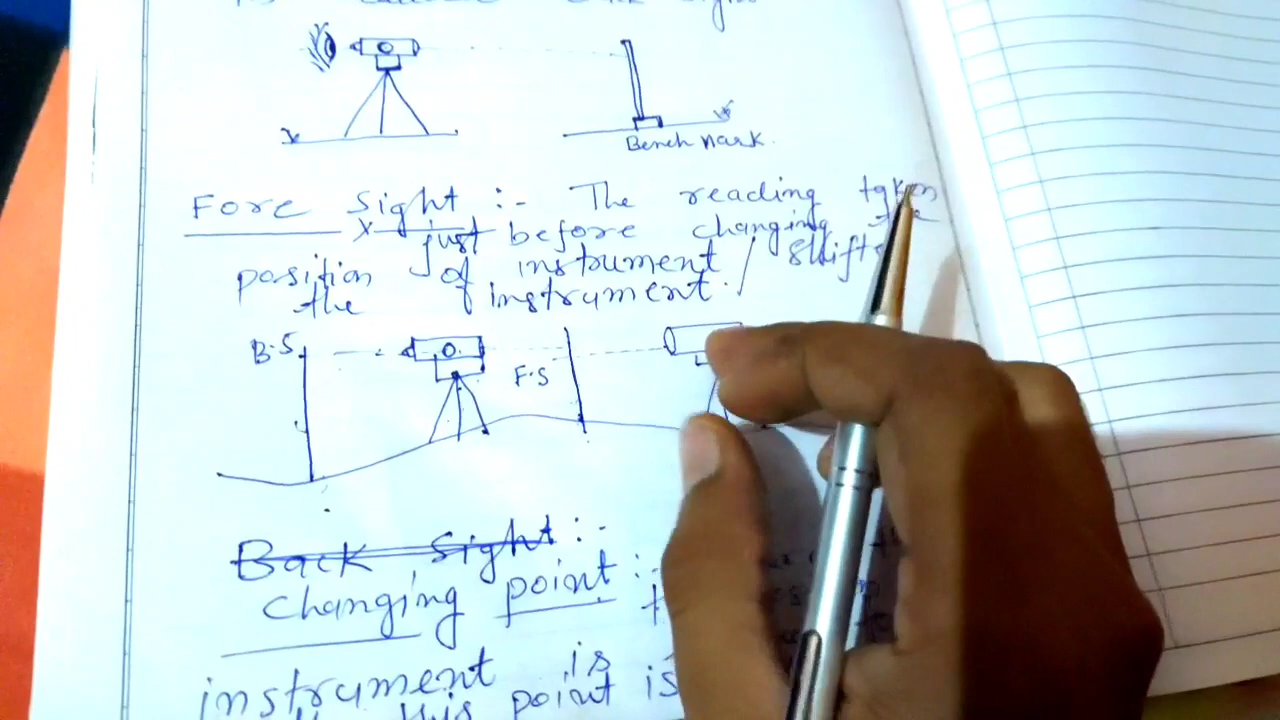 Bench Mark.
Fore Sight :- The reading taken
just before changing the
position of instrument / Shift
the instrument.
B.S
F.S
Back Sight :-
changing point :-
instrument is
this point is